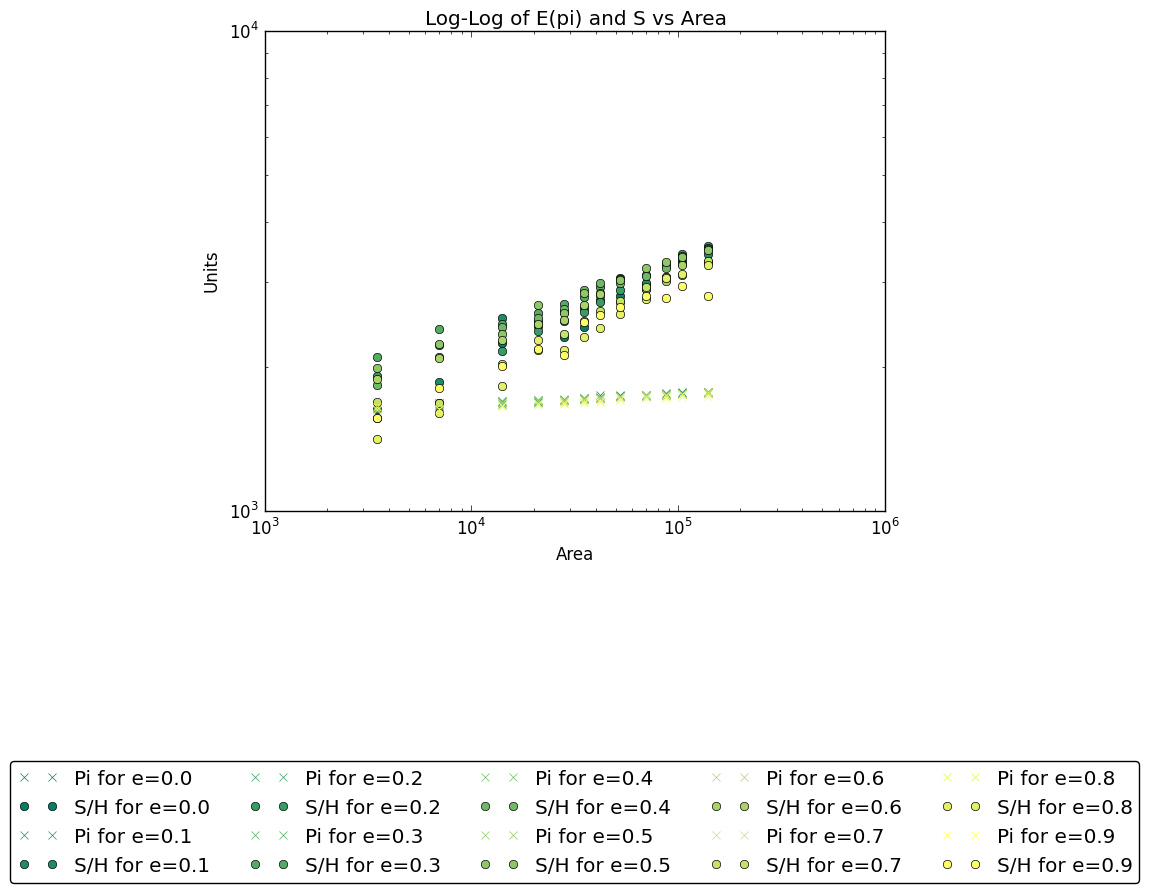 Log-Log of E(pi) and S vs Area
10^4
Units
10^3
10^3 10^4 10^5 10^6
Area
Pi for e=0.0 Pi for e=0.2 Pi for e=0.4 Pi for e=0.6 Pi for e=0.8
S/H for e=0.0 S/H for e=0.2 S/H for e=0.4 S/H for e=0.6 S/H for e=0.8
Pi for e=0.1 Pi for e=0.3 Pi for e=0.5 Pi for e=0.7 Pi for e=0.9
S/H for e=0.1 S/H for e=0.3 S/H for e=0.5 S/H for e=0.7 S/H for e=0.9